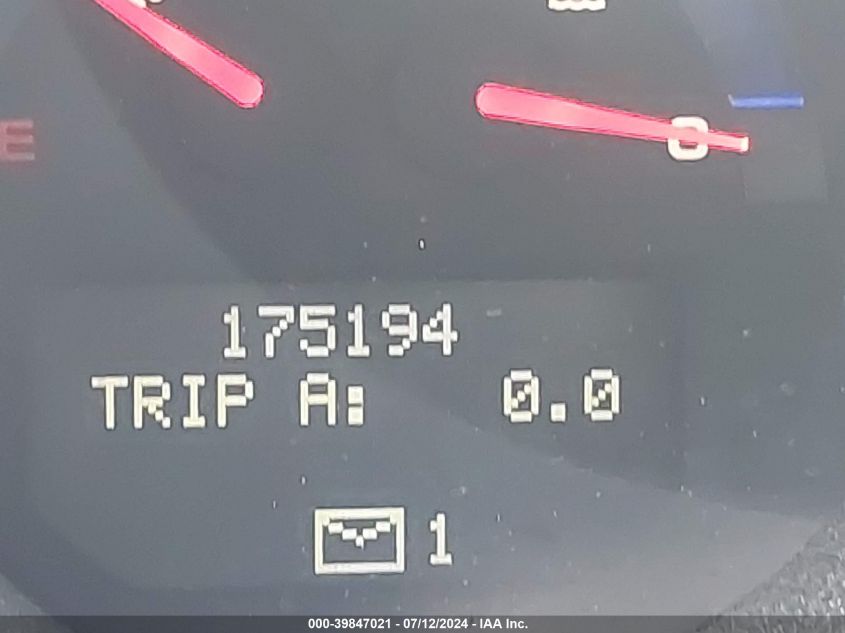 E
C
175194
TRIP A: 0.0
1
000-39847021 - 07/12/2024 - IAA Inc.